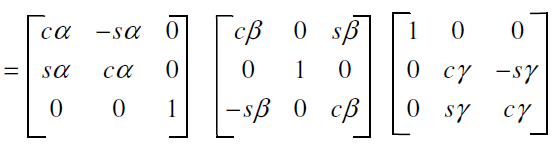 cα −sα 0 cβ 0 sβ 1 0 0
= sα cα 0 0 1 0 0 cγ −sγ
0 0 1 −sβ 0 cβ 0 sγ cγ